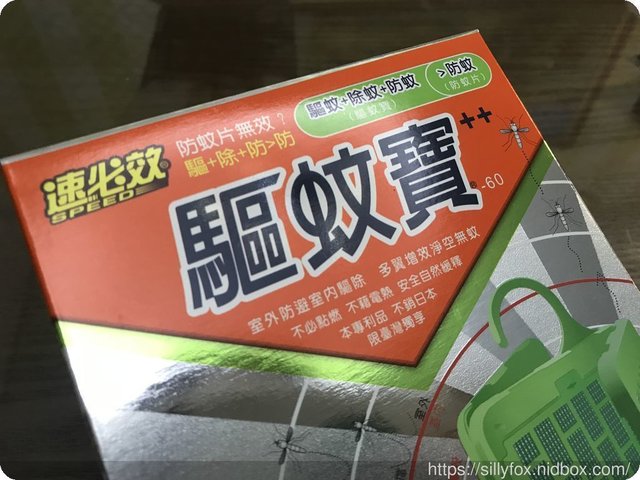 速必效®
SPEED
防蚊片無效？
驅+除+防>防
驅蚊+除蚊+防蚊
(驅蚊寶)
>防蚊
(防蚊片)
驅蚊寶++
-60
室外防避室內驅除 多翼增效淨空無蚊
不必點燃 不藉電熱 安全自然緩釋
本專利品 不銷日本
限臺灣獨享
https://sillyfox.nidbox.com/